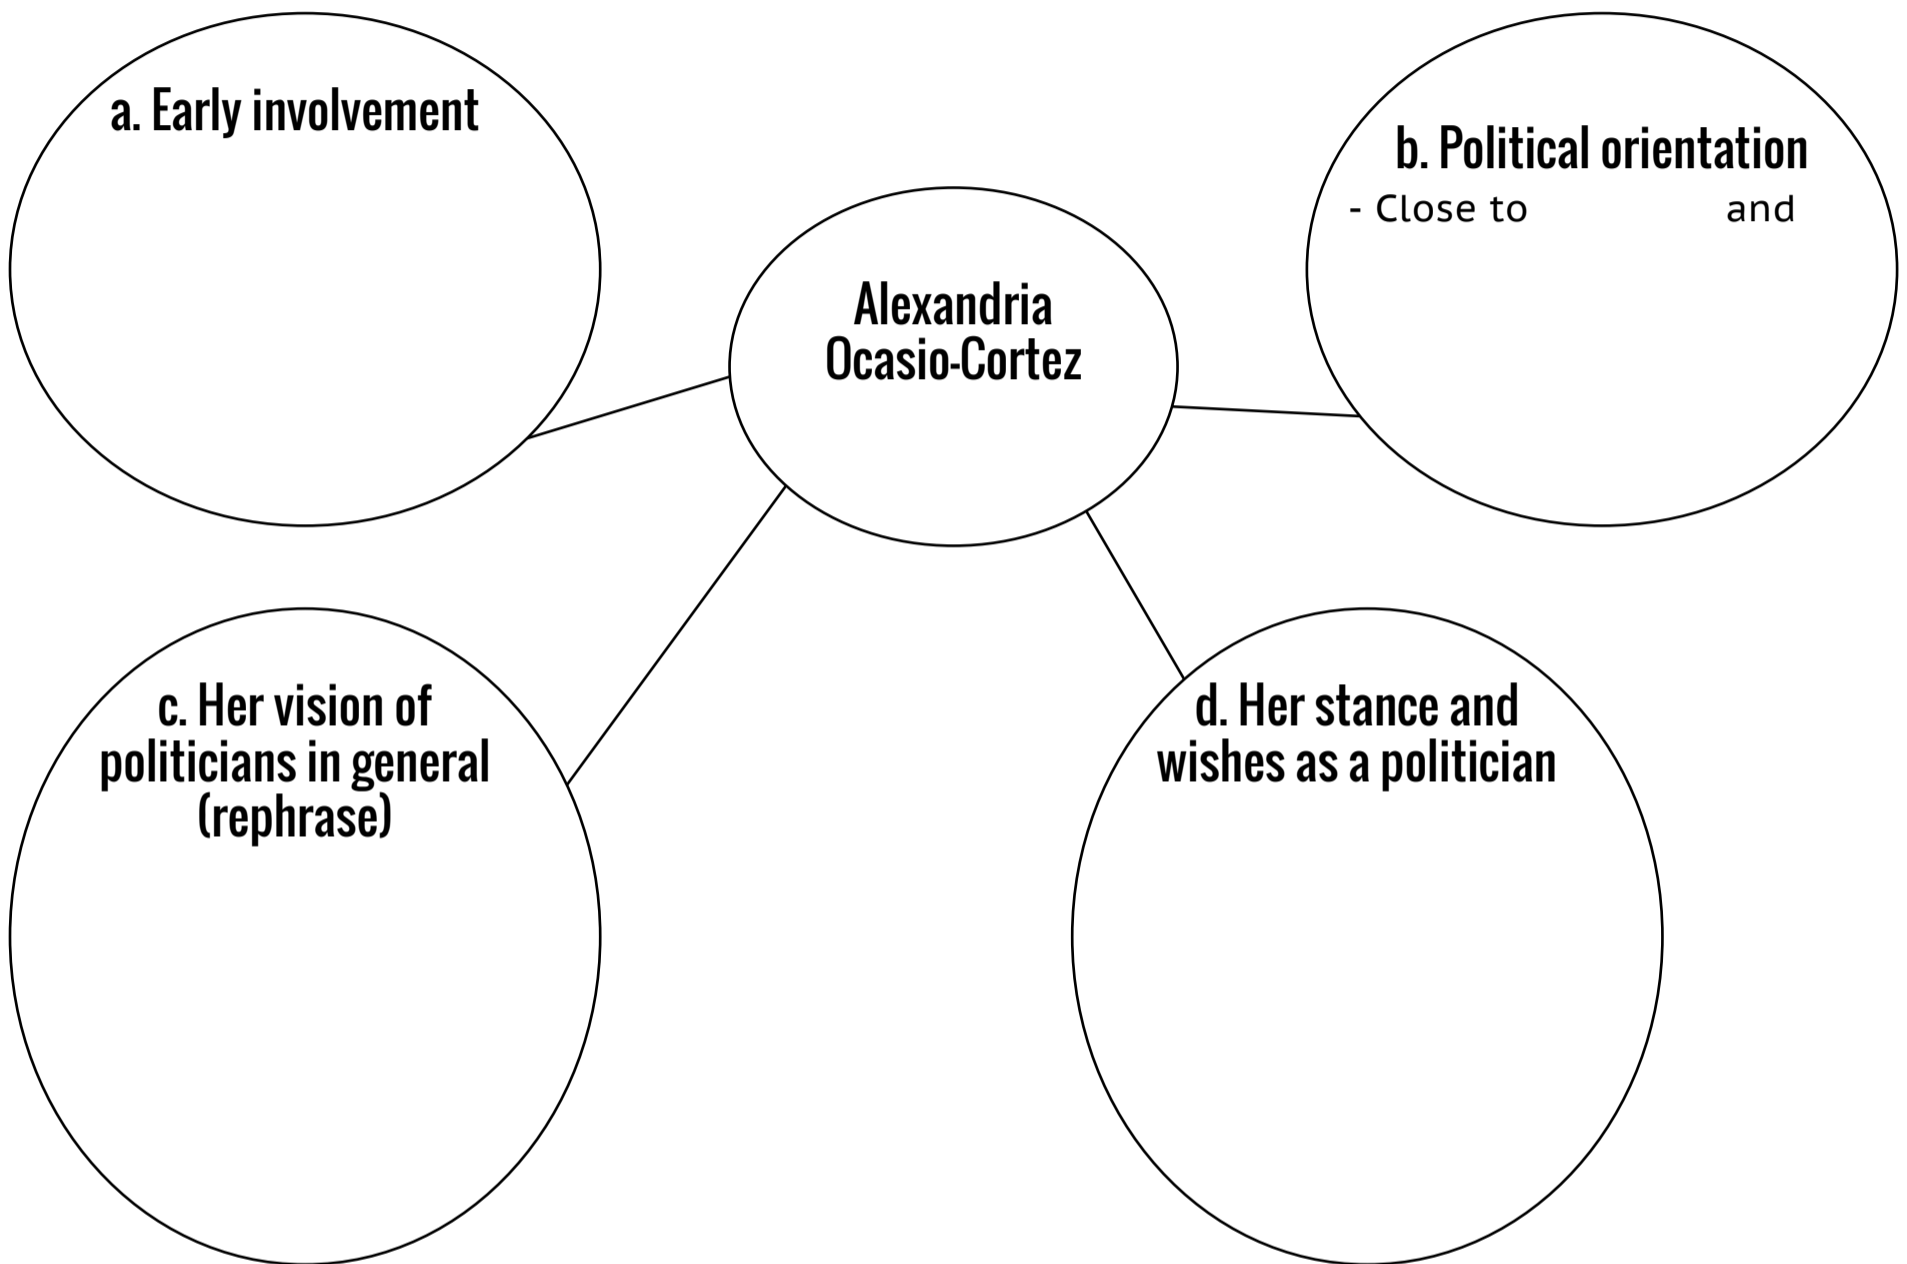 a. Early involvement
b. Political orientation
- Close to and
Alexandria
Ocasio-Cortez
c. Her vision of
politicians in general
(rephrase)
d. Her stance and
wishes as a politician